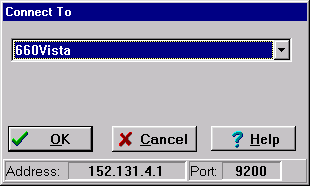 Connect To
660Vista
OK Cancel Help
Address: 152.131.4.1 Port: 9200